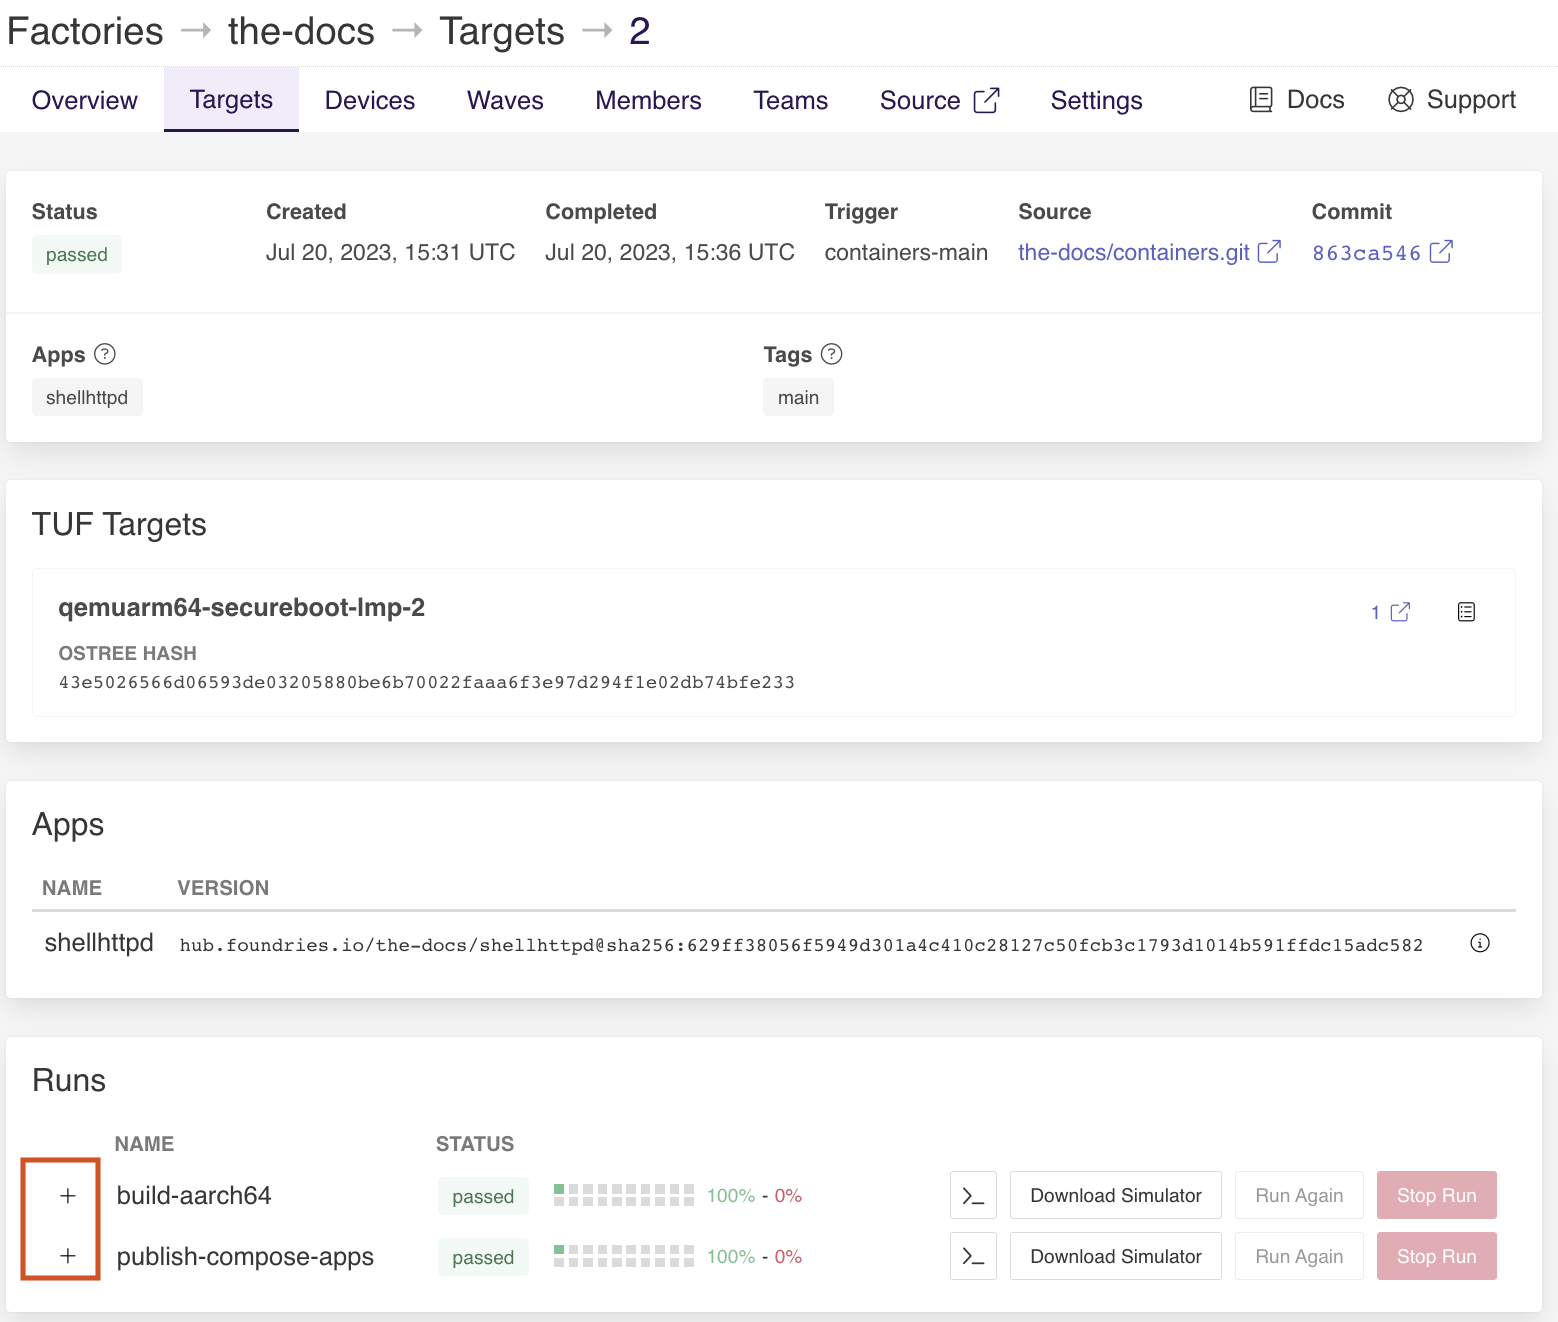 Factories → the-docs → Targets → 2
Overview Targets Devices Waves Members Teams Source Settings Docs Support
Status Created Completed Trigger Source Commit
passed Jul 20, 2023, 15:31 UTC Jul 20, 2023, 15:36 UTC containers-main the-docs/containers.git 863ca546
Apps ? Tags ?
shellhttpd main
TUF Targets
qemuarm64-secureboot-lmp-2 1
OSTREE HASH
43e5026566d06593de03205880be6b70022faaa6f3e97d294f1e02db74bfe233
Apps
NAME VERSION
shellhttpd hub.foundries.io/the-docs/shellhttpd@sha256:629ff38056f5949d301a4c410c28127c50fcb3c1793d1014b591ffdc15adc582
Runs
NAME STATUS
+ build-aarch64 passed 100% - 0% >_ Download Simulator Run Again Stop Run
+ publish-compose-apps passed 100% - 0% >_ Download Simulator Run Again Stop Run